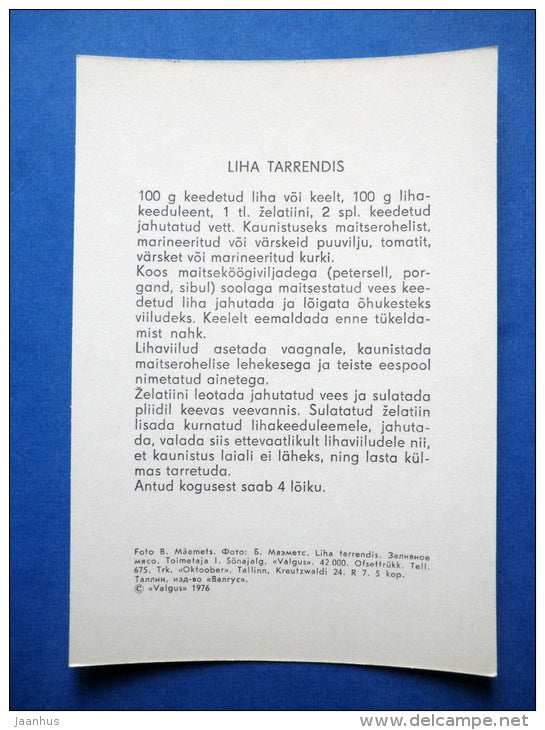 LIHA TARRENDIS
100 g keedetud liha või keelt, 100 g liha-
keeduleent, 1 tl. želatiini, 2 spl. keedetud
jahutatud vett. Kaunistuseks maitserohelist,
marineeritud või värskeid puuvilju, tomatit,
värsket või marineeritud kurki.
Koos maitseköögiviljadega (petersell, por-
gand, sibul) soolaga maitsestatud vees kee-
detud liha jahutada ja lõigata õhukesteks
viiludeks. Keelelt eemaldada enne tükelda-
mist nahk.
Lihaviilud asetada vaagnale, kaunistada
maitserohelise lehekesega ja teiste eespool
nimetatud ainetega.
Želatiini leotada jahutatud vees ja sulatada
pliidil keevas veevannis. Sulatatud želatiin
lisada kurnatud lihakeeduleemele, jahuta-
da, valada siis ettevaatlikult lihaviiludele nii,
et kaunistus laiali ei läheks, ning lasta kül-
mas tarretuda.
Antud kogusest saab 4 lõiku.
Foto B. Mäemets. Фото: Б. Мяэметс. Liha tarrendis. Заливное
мясо. Toimetaja I. Sõnajalg. «Valgus». 42 000. Ofsettrükk. Tell.
675. Trk. «Oktoober». Tallinn, Kreutzwaldi 24. R 7. 5 kop.
Таллин, изд-во «Валгус».
© «Valgus» 1976
jaanhus
www.delcampe.net